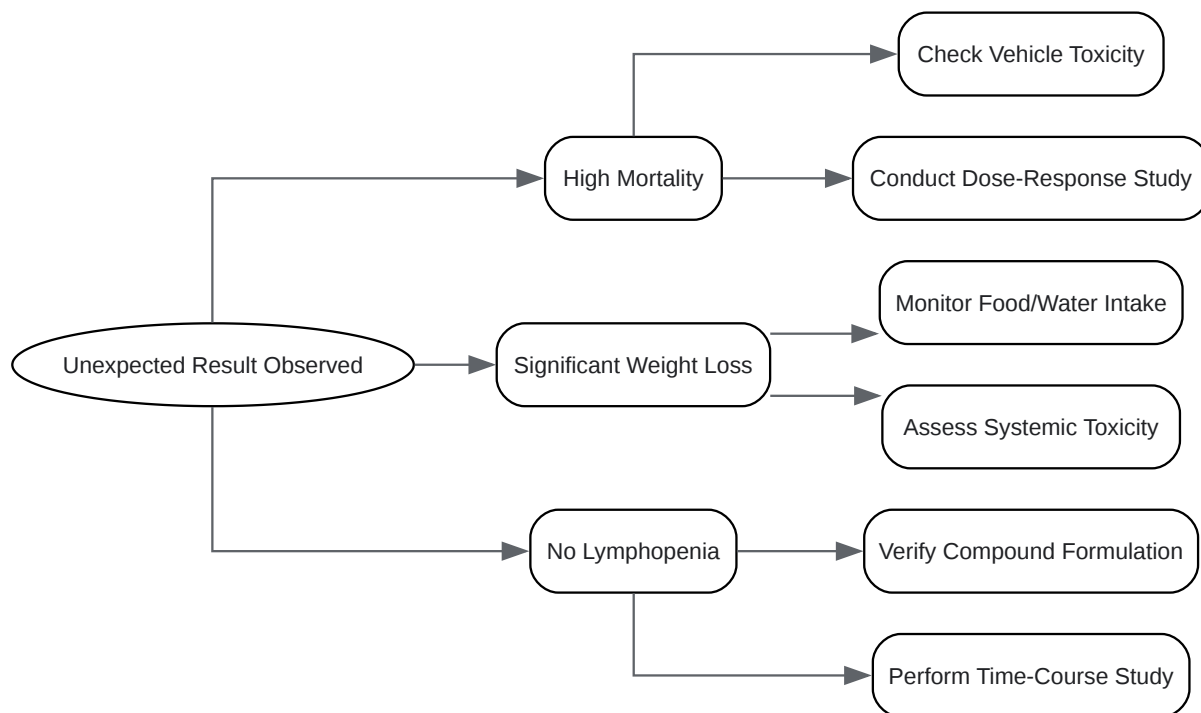 Check Vehicle Toxicity
High Mortality
Conduct Dose-Response Study
Monitor Food/Water Intake
Unexpected Result Observed
Significant Weight Loss
Assess Systemic Toxicity
No Lymphopenia
Verify Compound Formulation
Perform Time-Course Study